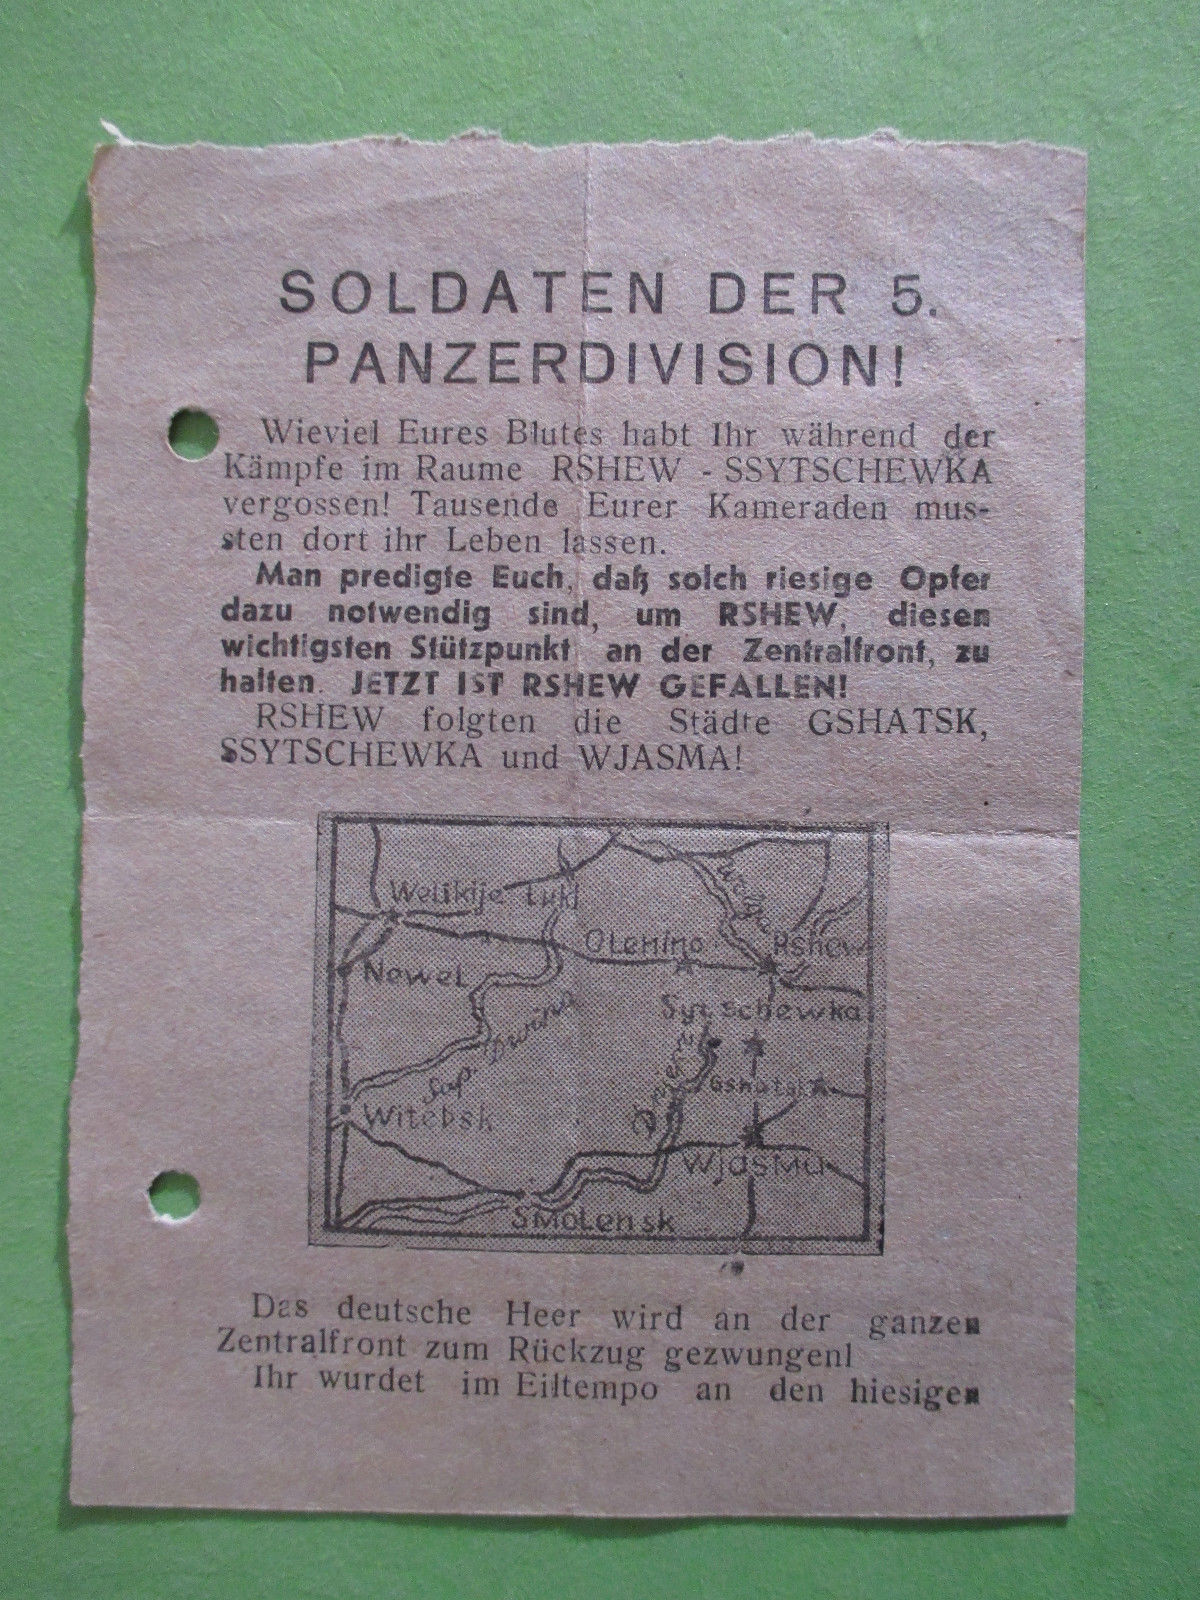 SOLDATEN DER 5.
PANZERDIVISION!
Wieviel Eures Blutes habt Ihr während der
Kämpfe im Raume RSHEW - SSYTSCHEWKA
vergossen! Tausende Eurer Kameraden mus-
sten dort ihr Leben lassen.
Man predigte Euch, daß solch riesige Opfer
dazu notwendig sind, um RSHEW, diesen
wichtigsten Stützpunkt an der Zentralfront, zu
halten. JETZT IST RSHEW GEFALLEN!
RSHEW folgten die Städte GSHATSK,
SSYTSCHEWKA und WJASMA!
Welikije Luki
Wolga
Olenino
Rshew
Newel
Sytschewka
Sap Dwina
Dnepr
Gshatsk
Witebsk
Wjasma
Smolensk
Das deutsche Heer wird an der ganzen
Zentralfront zum Rückzug gezwungen!
Ihr wurdet im Eiltempo an den hiesigen